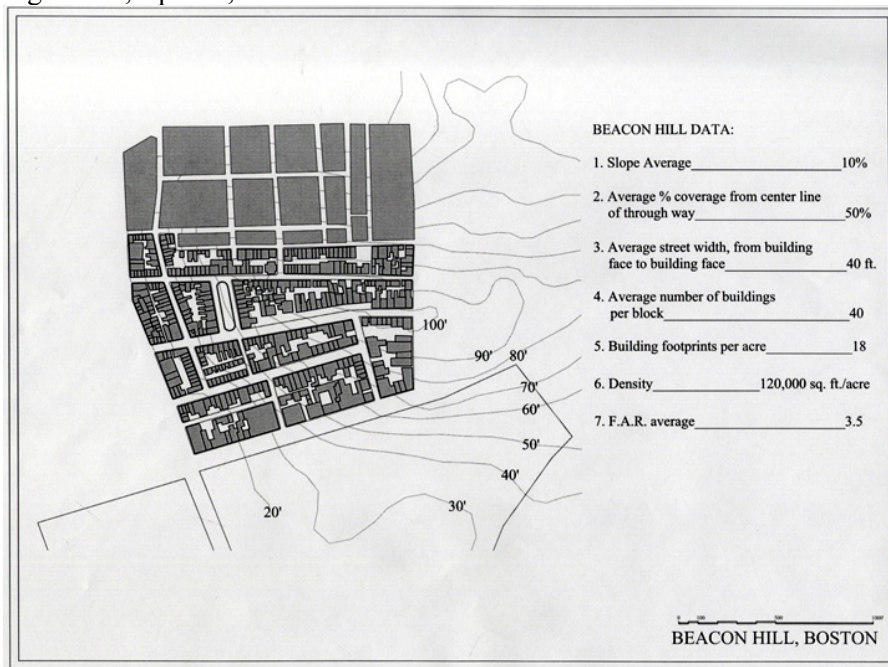 BEACON HILL DATA:
1. Slope Average 10%
2. Average % coverage from center line
of through way 50%
3. Average street width, from building
face to building face 40 ft.
4. Average number of buildings
per block 40
5. Building footprints per acre 18
6. Density 120,000 sq. ft./acre
7. F.A.R. average 3.5
100'
90' 80'
70'
60'
50'
40'
30'
20'
BEACON HILL, BOSTON